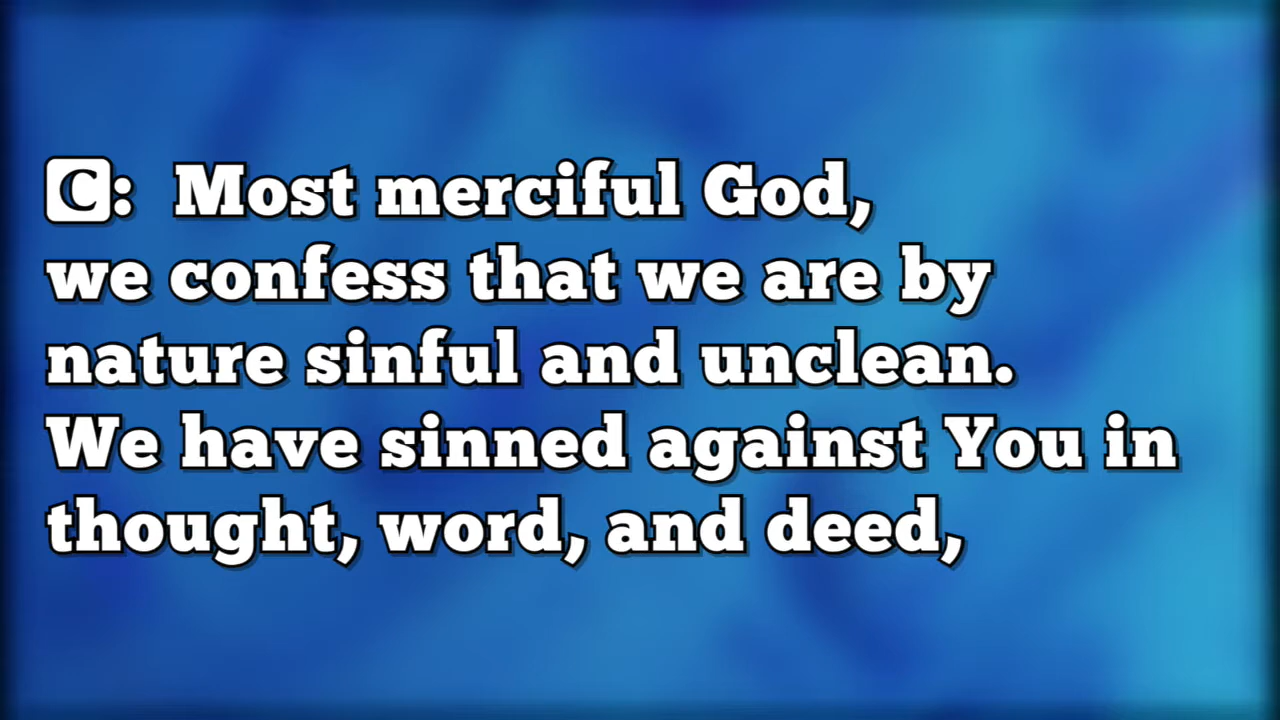 C: Most merciful God,
we confess that we are by
nature sinful and unclean.
We have sinned against You in
thought, word, and deed,